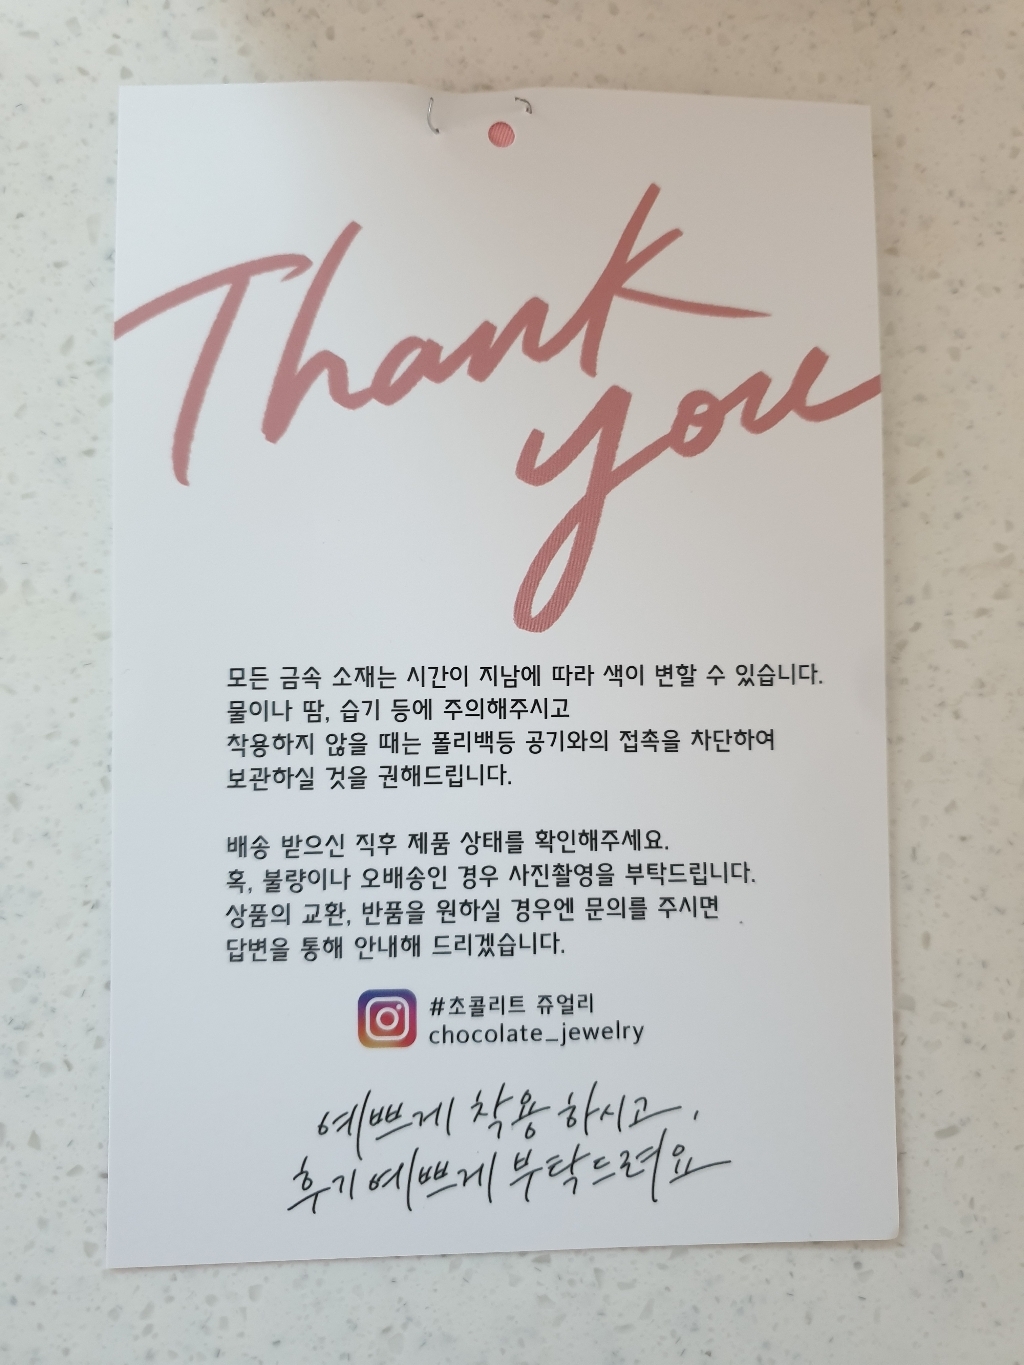 Thank
you
모든 금속 소재는 시간이 지남에 따라 색이 변할 수 있습니다.
물이나 땀, 습기 등에 주의해주시고
착용하지 않을 때는 폴리백등 공기와의 접촉을 차단하여
보관하실 것을 권해드립니다.
배송 받으신 직후 제품 상태를 확인해주세요.
혹, 불량이나 오배송인 경우 사진촬영을 부탁드립니다.
상품의 교환, 반품을 원하실 경우엔 문의를 주시면
답변을 통해 안내해 드리겠습니다.
#초콜리트 쥬얼리
chocolate_jewelry
예쁘게 착용 하시고,
후기 예쁘게 부탁드려요